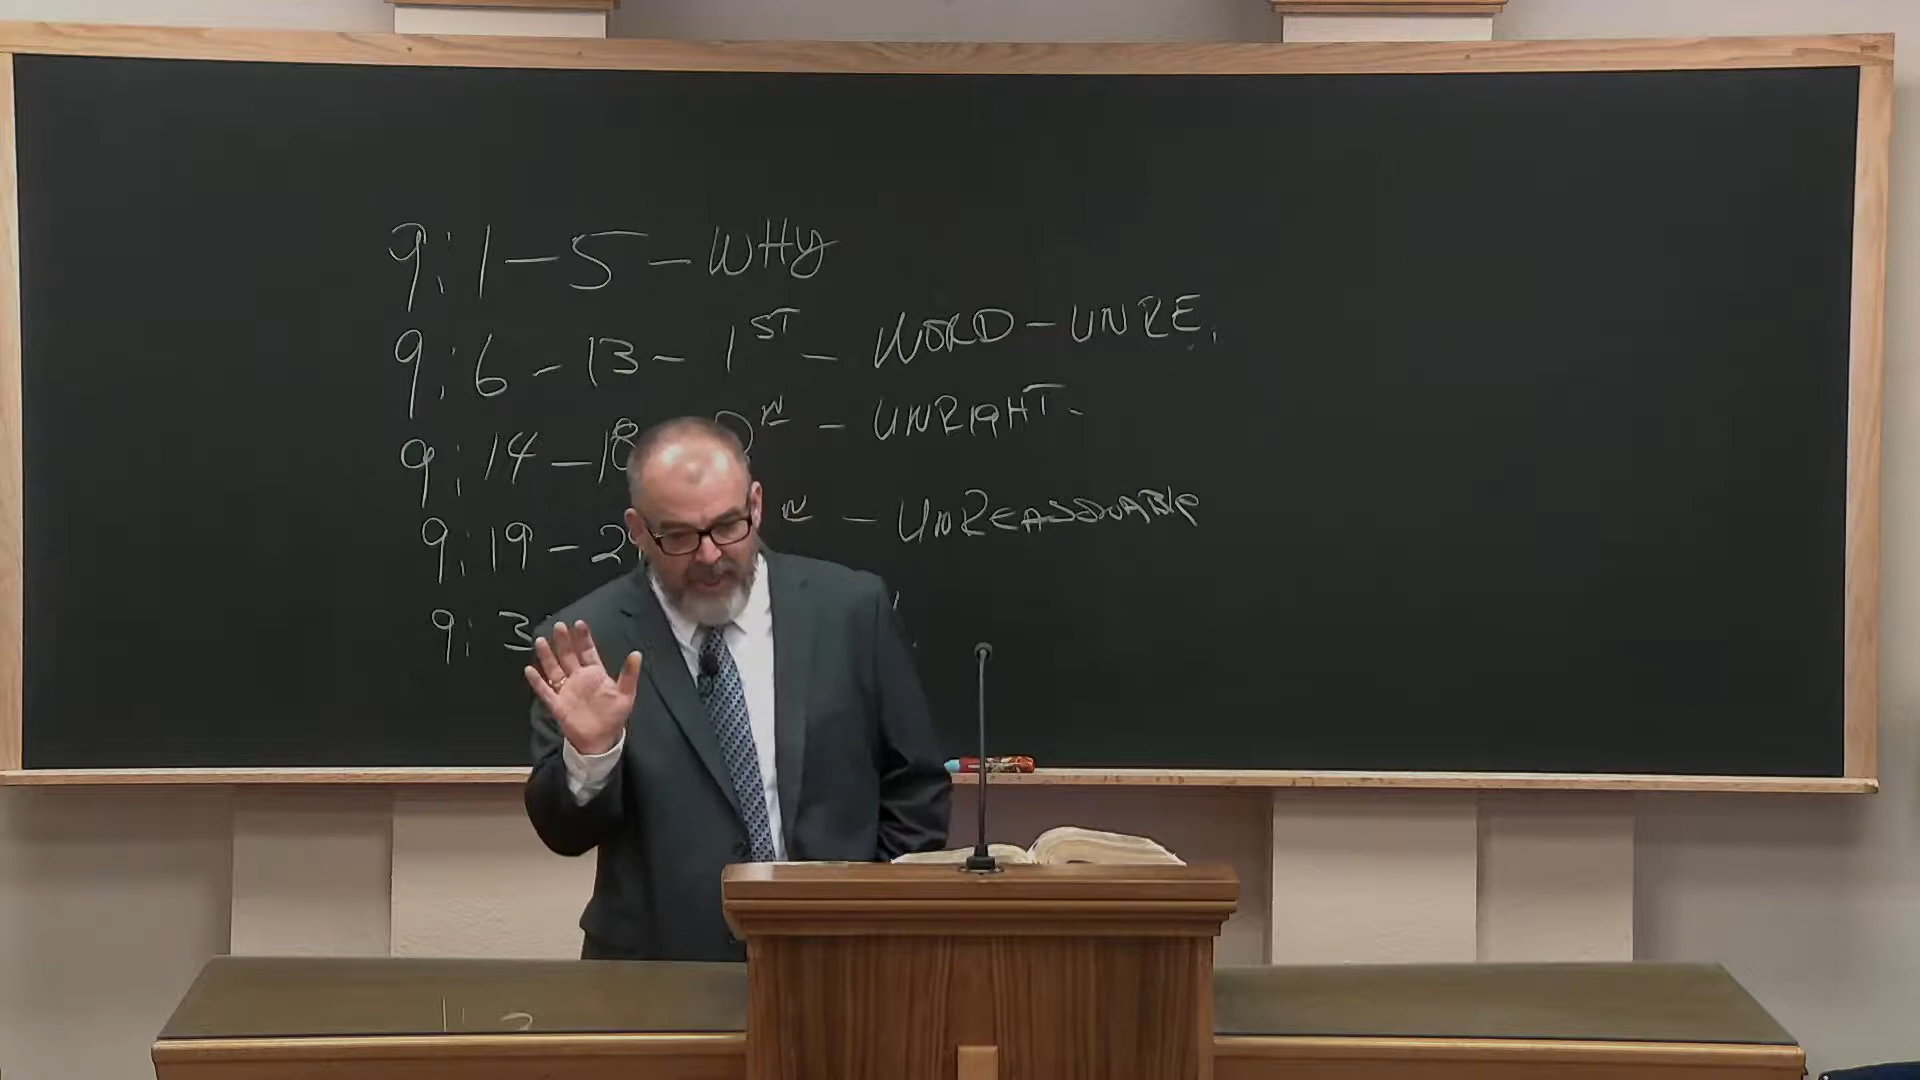 9:1-5-WHY
9:6-13-1ST-WORD-UNRE.
9:14-18 N - UNRIGHT-
9:19-2 N - UNREASONABLE
9:3